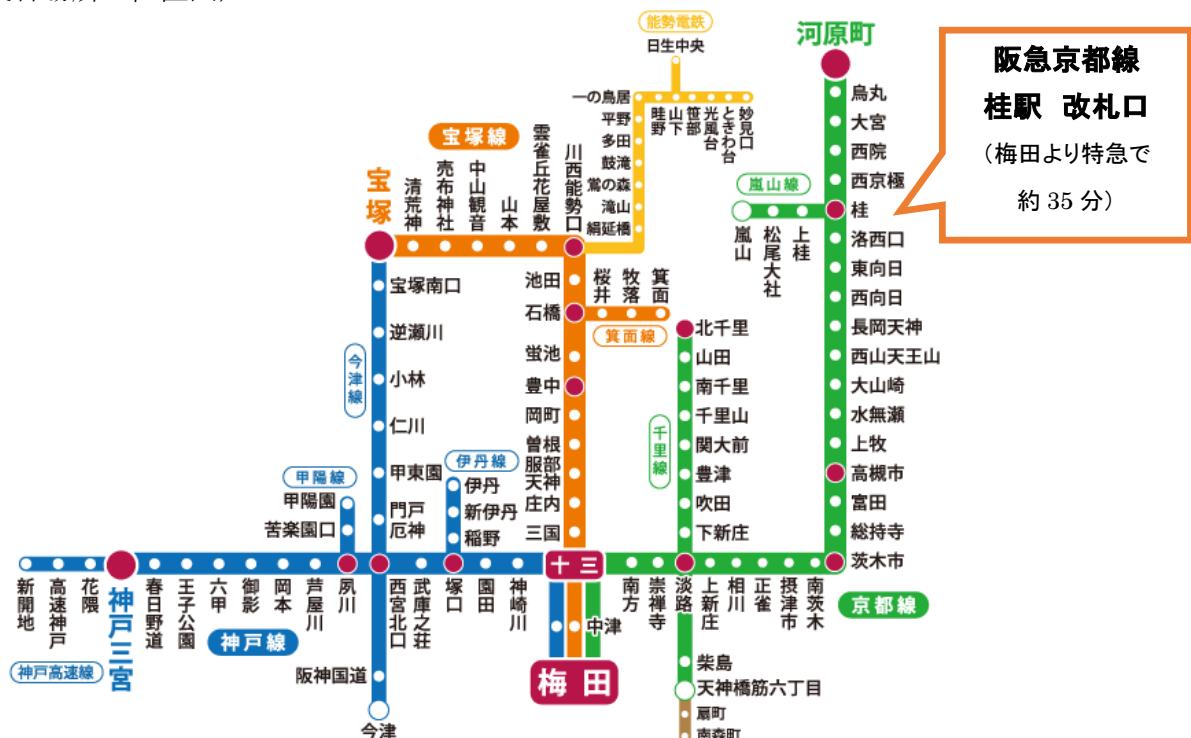 能勢電鉄
日生中央
一の鳥居
平野
多田
鼓滝
鶯の森
滝山
絹延橋
畦野
山下
笹部
光風台
ときわ台
妙見口
宝塚線
宝塚
清荒神
売布神社
中山観音
山本
雲雀丘花屋敷
川西能勢口
池田
石橋
蛍池
豊中
岡町
曽根
服部
天神
庄内
三国
桜井
牧落
箕面
箕面線
今津線
宝塚南口
逆瀬川
小林
仁川
甲東園
門戸
厄神
甲陽線
甲陽園
苦楽園口
伊丹線
伊丹
新伊丹
稲野
新開地
高速神戸
花隈
神戸三宮
春日野道
王子公園
六甲
御影
岡本
芦屋川
夙川
西宮北口
武庫之荘
塚口
園田
神崎川
神戸線
神戸高速線
阪神国道
今津
十三
中津
梅田
南方
崇禅寺
淡路
上新庄
相川
正雀
摂津市
南茨木
茨木市
京都線
千里線
北千里
山田
南千里
千里山
関大前
豊津
吹田
下新庄
柴島
天神橋筋六丁目
扇町
南森町
河原町
烏丸
大宮
西院
西京極
桂
洛西口
東向日
西向日
長岡天神
西山天王山
大山崎
水無瀬
上牧
高槻市
富田
総持寺
嵐山線
嵐山
松尾大社
上桂
阪急京都線
桂駅 改札口
（梅田より特急で
約 35 分）